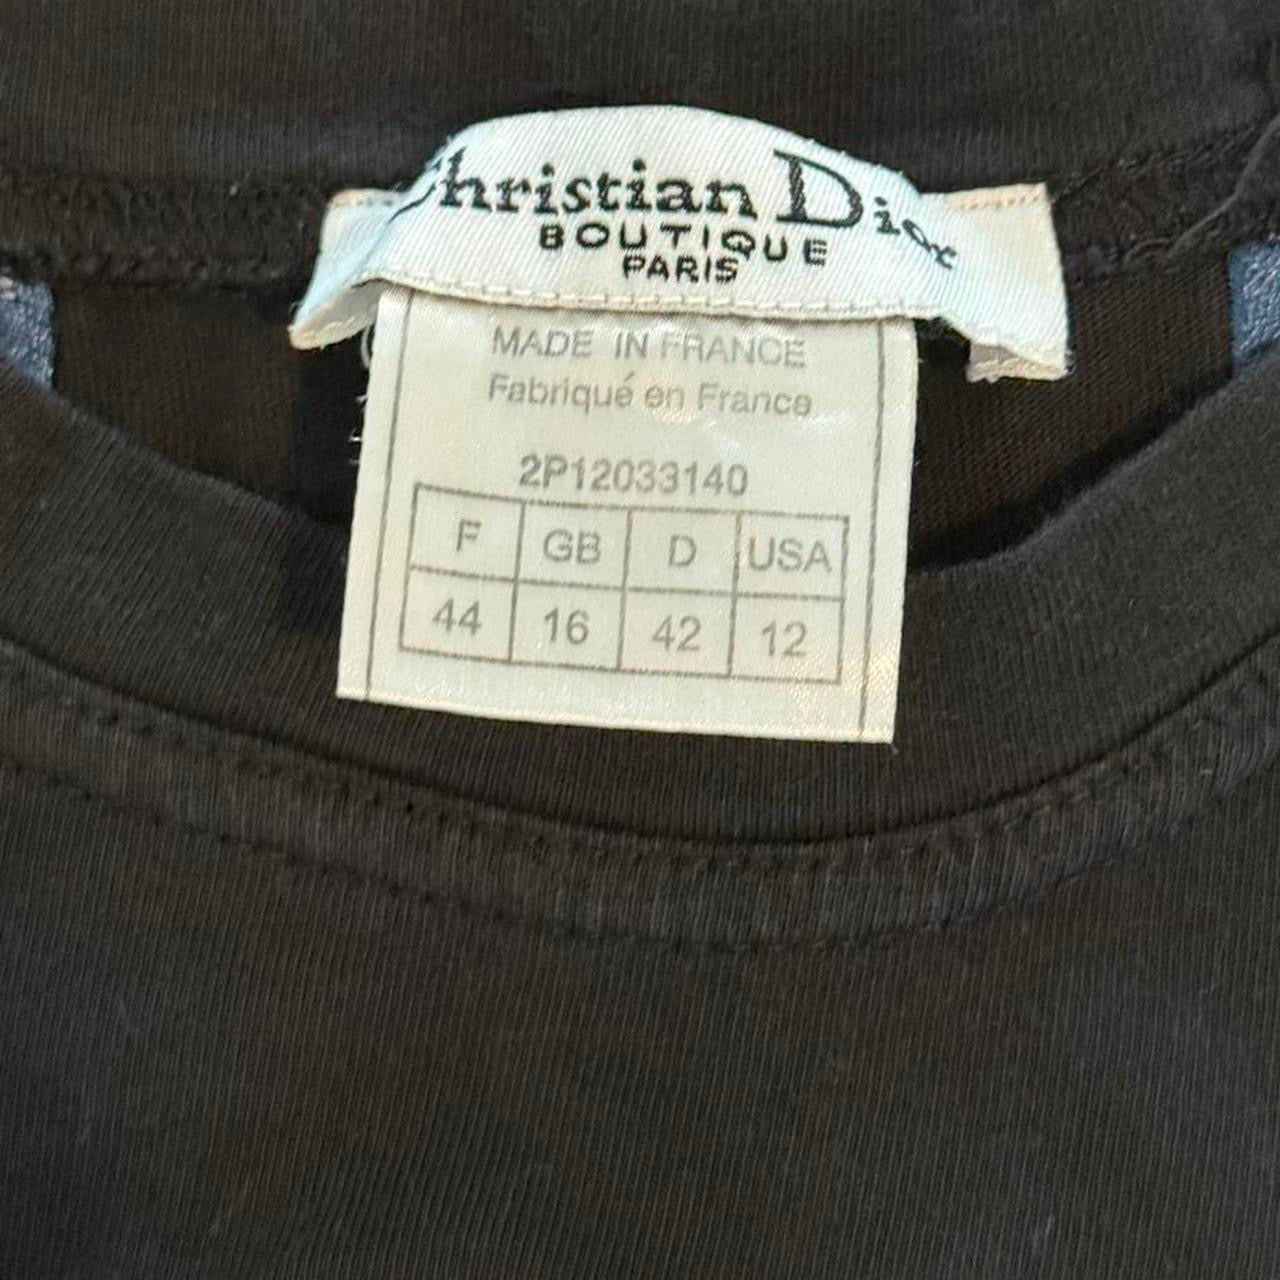 Christian Dior
BOUTIQUE
PARIS
MADE IN FRANCE
Fabriqué en France
2P12033140
F GB D USA
44 16 42 12